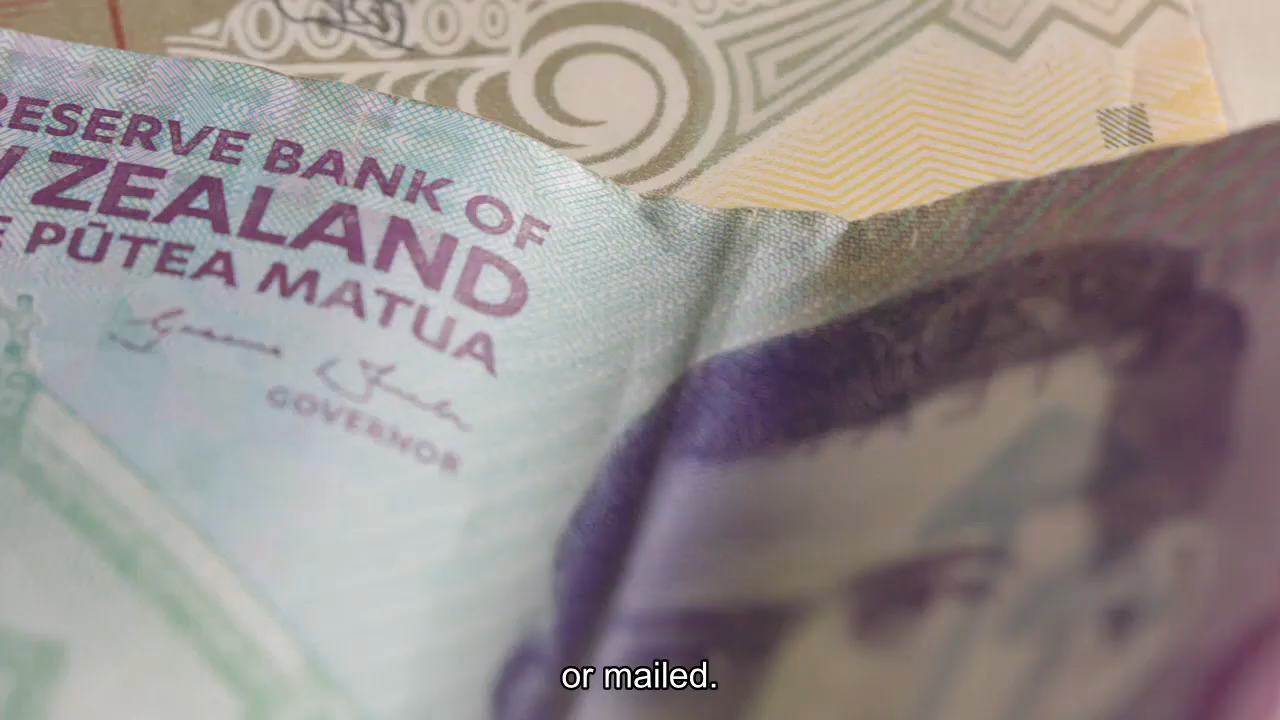 RESERVE BANK OF
ZEALAND
PŪTEA MATUA
GOVERNOR
or mailed.